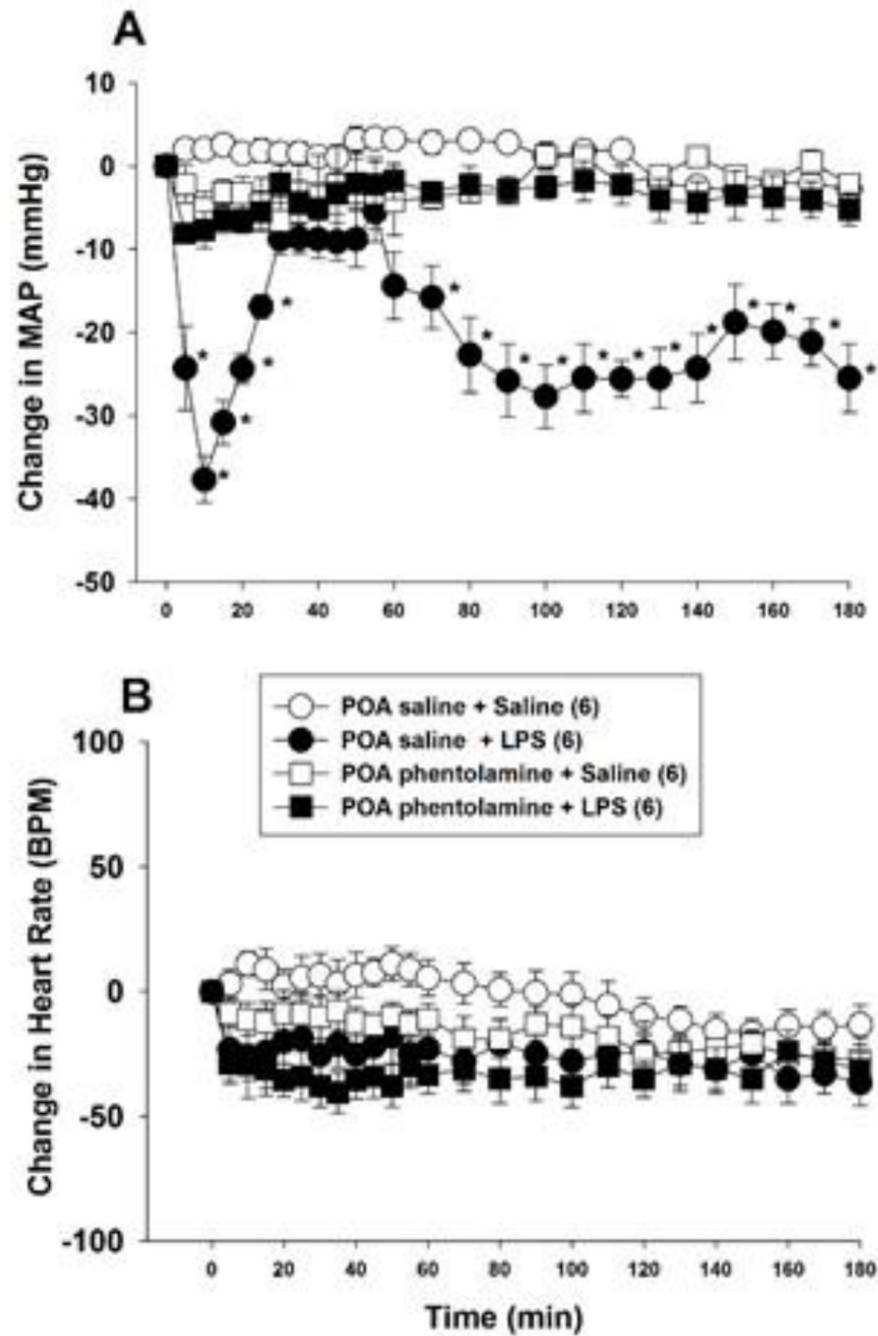 A
Change in MAP (mmHg)
10
0
-10
-20
-30
-40
-50
0 20 40 60 80 100 120 140 160 180
* * * * * * * * * * * * * * * * *
B
POA saline + Saline (6)
POA saline + LPS (6)
POA phentolamine + Saline (6)
POA phentolamine + LPS (6)
Change in Heart Rate (BPM)
100
50
0
-50
-100
0 20 40 60 80 100 120 140 160 180
Time (min)